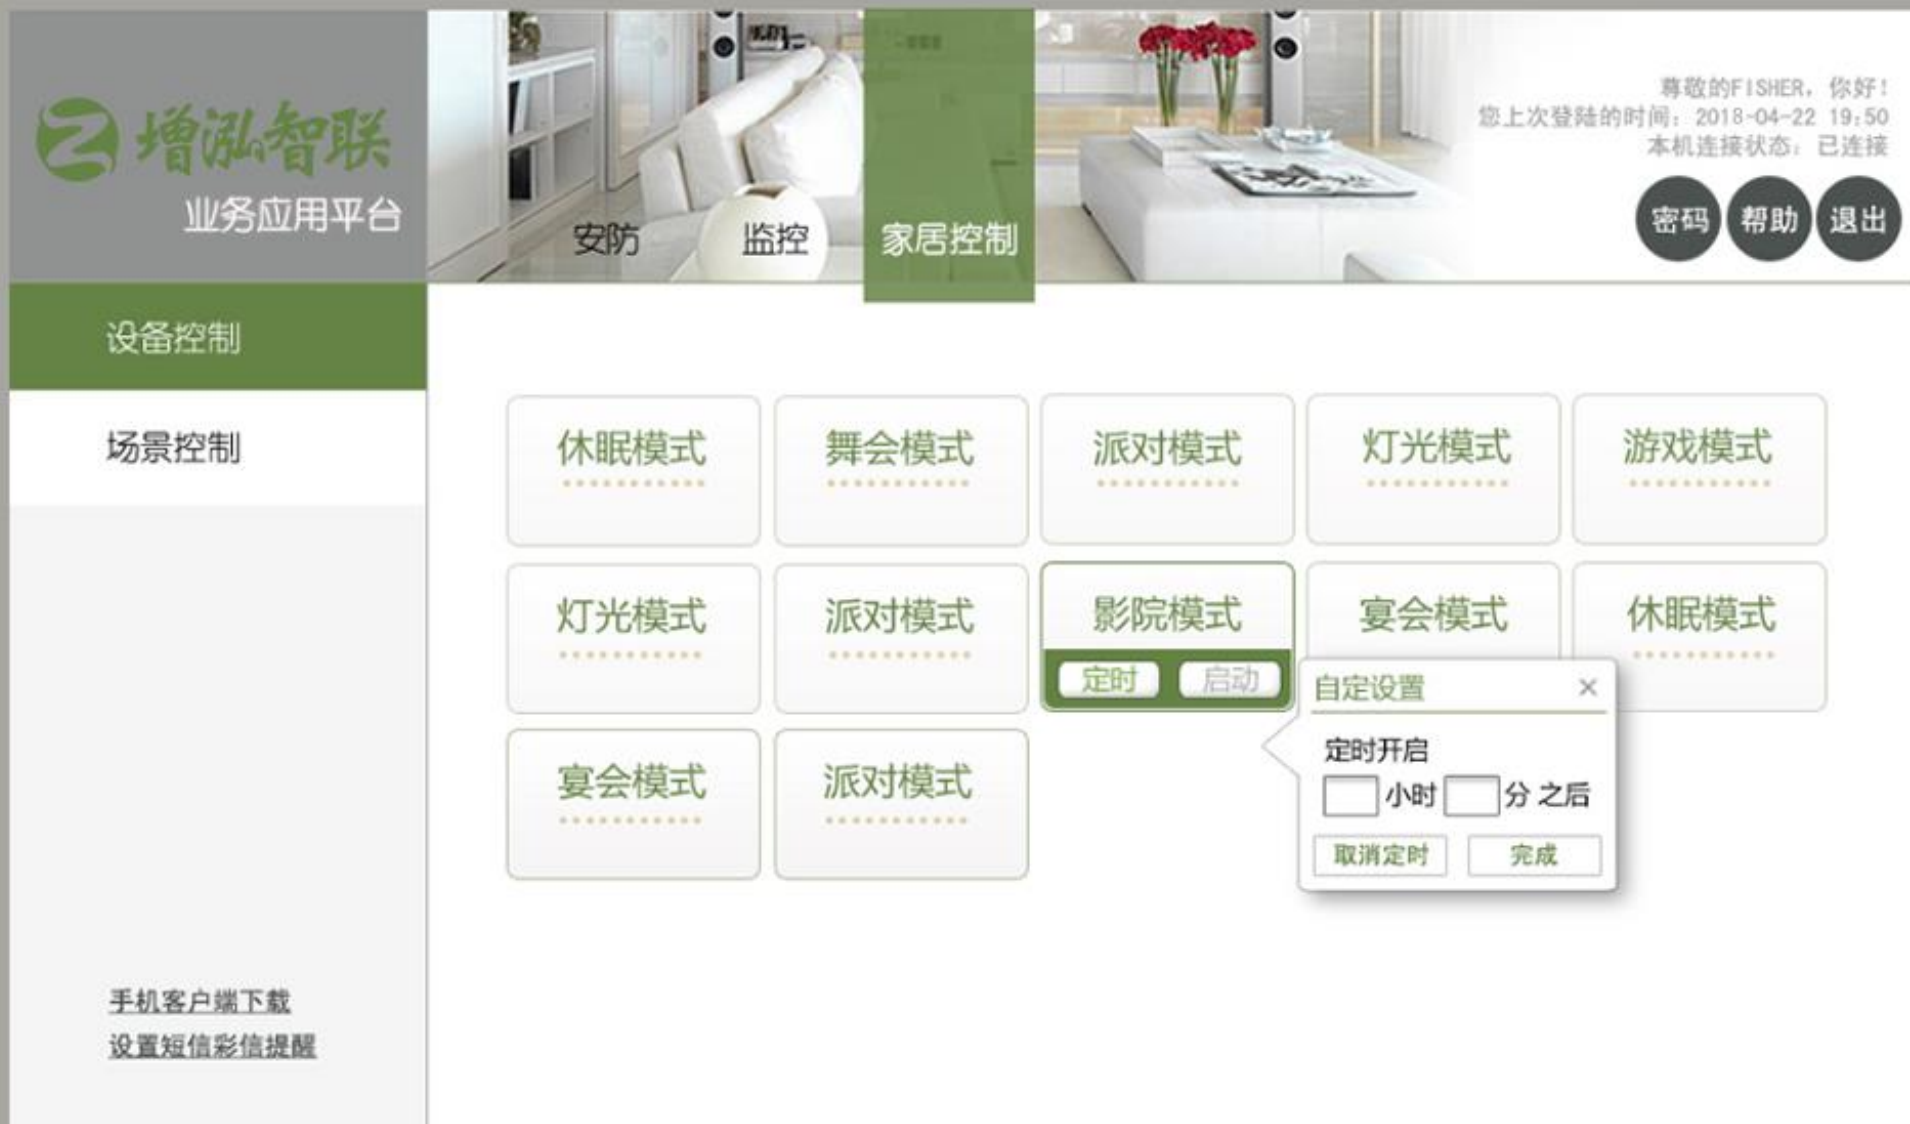 增泓智联
业务应用平台
安防
监控
家居控制
尊敬的FISHER，你好！
您上次登陆的时间：2018-04-22 19:50
本机连接状态：已连接
密码
帮助
退出
设备控制
场景控制
休眠模式
舞会模式
派对模式
灯光模式
游戏模式
灯光模式
派对模式
影院模式
宴会模式
休眠模式
定时
启动
宴会模式
派对模式
自定设置
×
定时开启
小时 分 之后
取消定时
完成
手机客户端下载
设置短信彩信提醒